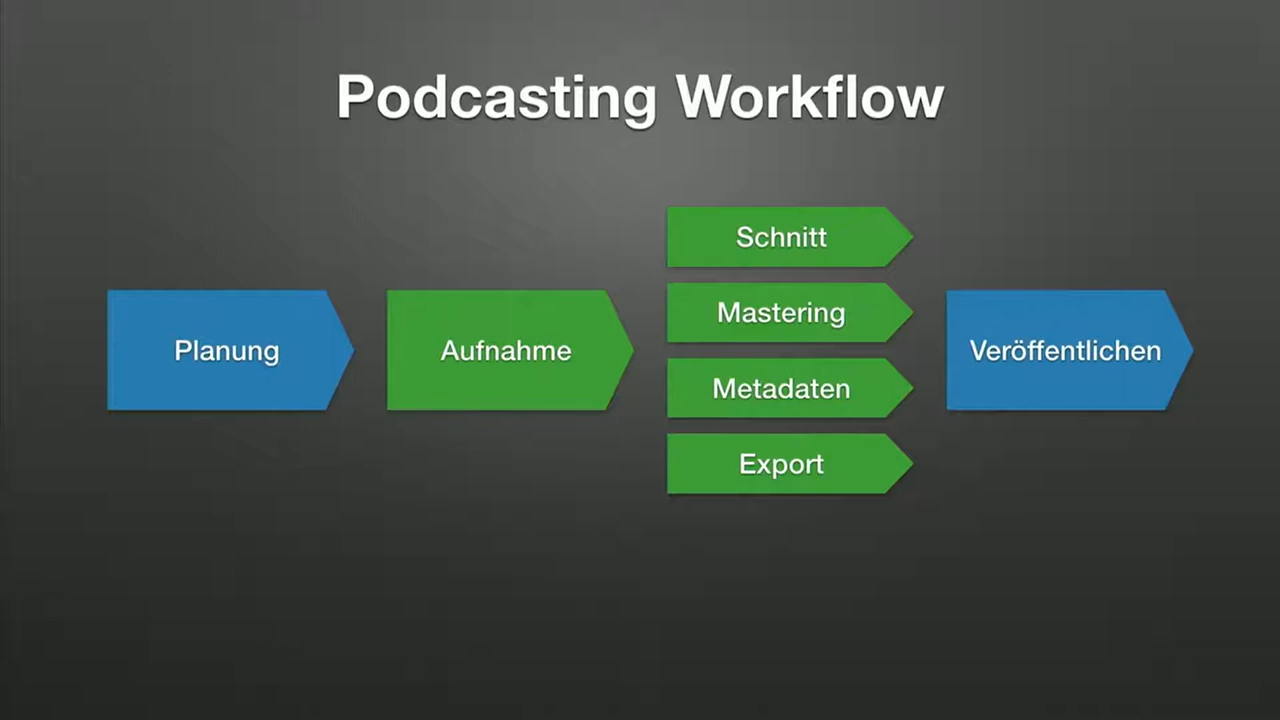 Podcasting Workflow
Planung
Aufnahme
Schnitt
Mastering
Metadaten
Export
Veröffentlichen